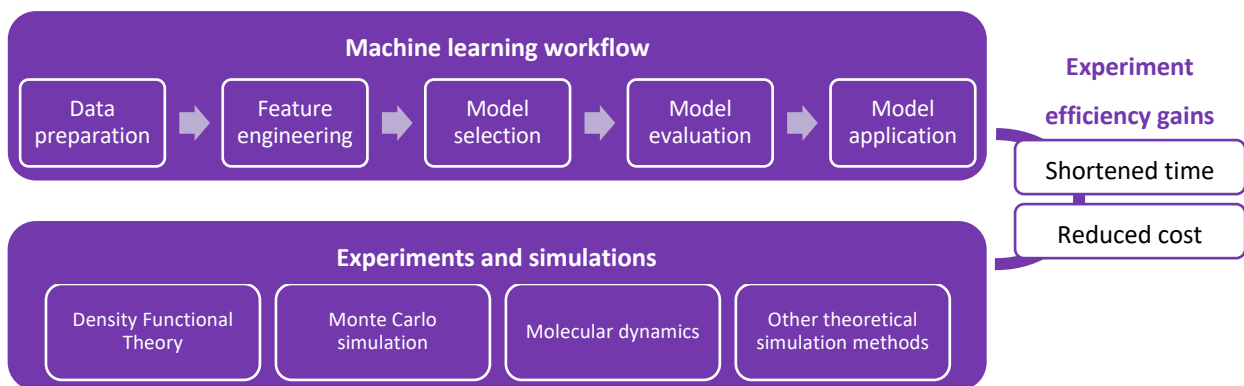 Machine learning workflow
Data
preparation
Feature
engineering
Model
selection
Model
evaluation
Model
application
Experiment
efficiency gains
Shortened time
Reduced cost
Experiments and simulations
Density Functional
Theory
Monte Carlo
simulation
Molecular dynamics
Other theoretical
simulation methods